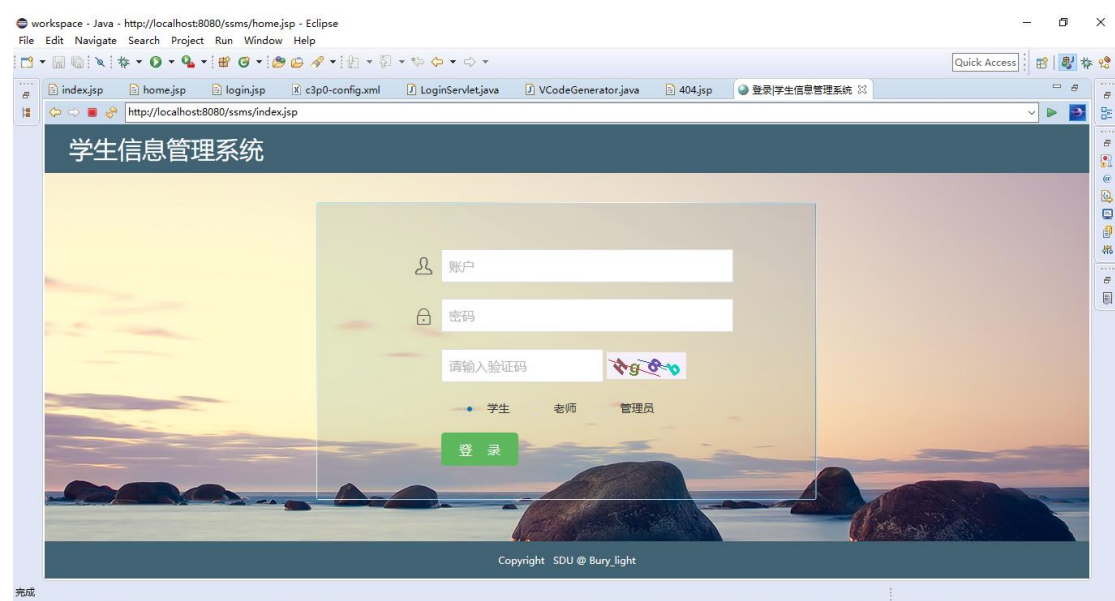 workspace - Java - http://localhost:8080/ssms/home.jsp - Eclipse
File Edit Navigate Search Project Run Window Help
Quick Access
index.jsp home.jsp login.jsp c3p0-config.xml LoginServlet.java VCodeGenerator.java 404.jsp 登录|学生信息管理系统
http://localhost:8080/ssms/index.jsp
学生信息管理系统
账户
密码
请输入验证码 Hg8b
学生 老师 管理员
登 录
Copyright SDU @ Bury_light
完成